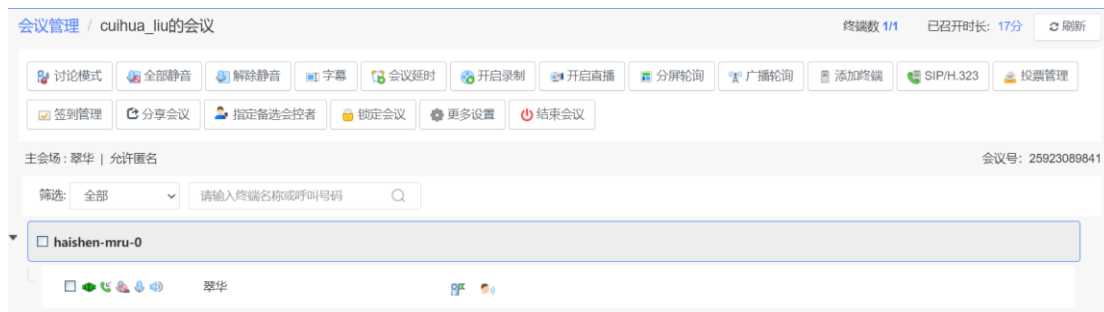 会议管理 / cuihua_liu的会议 终端数 1/1 已召开时长: 17分 刷新
讨论模式 全部静音 解除静音 字幕 会议延时 开启录制 开启直播 分屏轮询 广播轮询 添加终端 SIP/H.323 投票管理
签到管理 分享会议 指定备选会控者 锁定会议 更多设置 结束会议
主会场 : 翠华 | 允许匿名 会议号: 25923089841
筛选: 全部 请输入终端名称或呼叫号码
haishen-mru-0
翠华